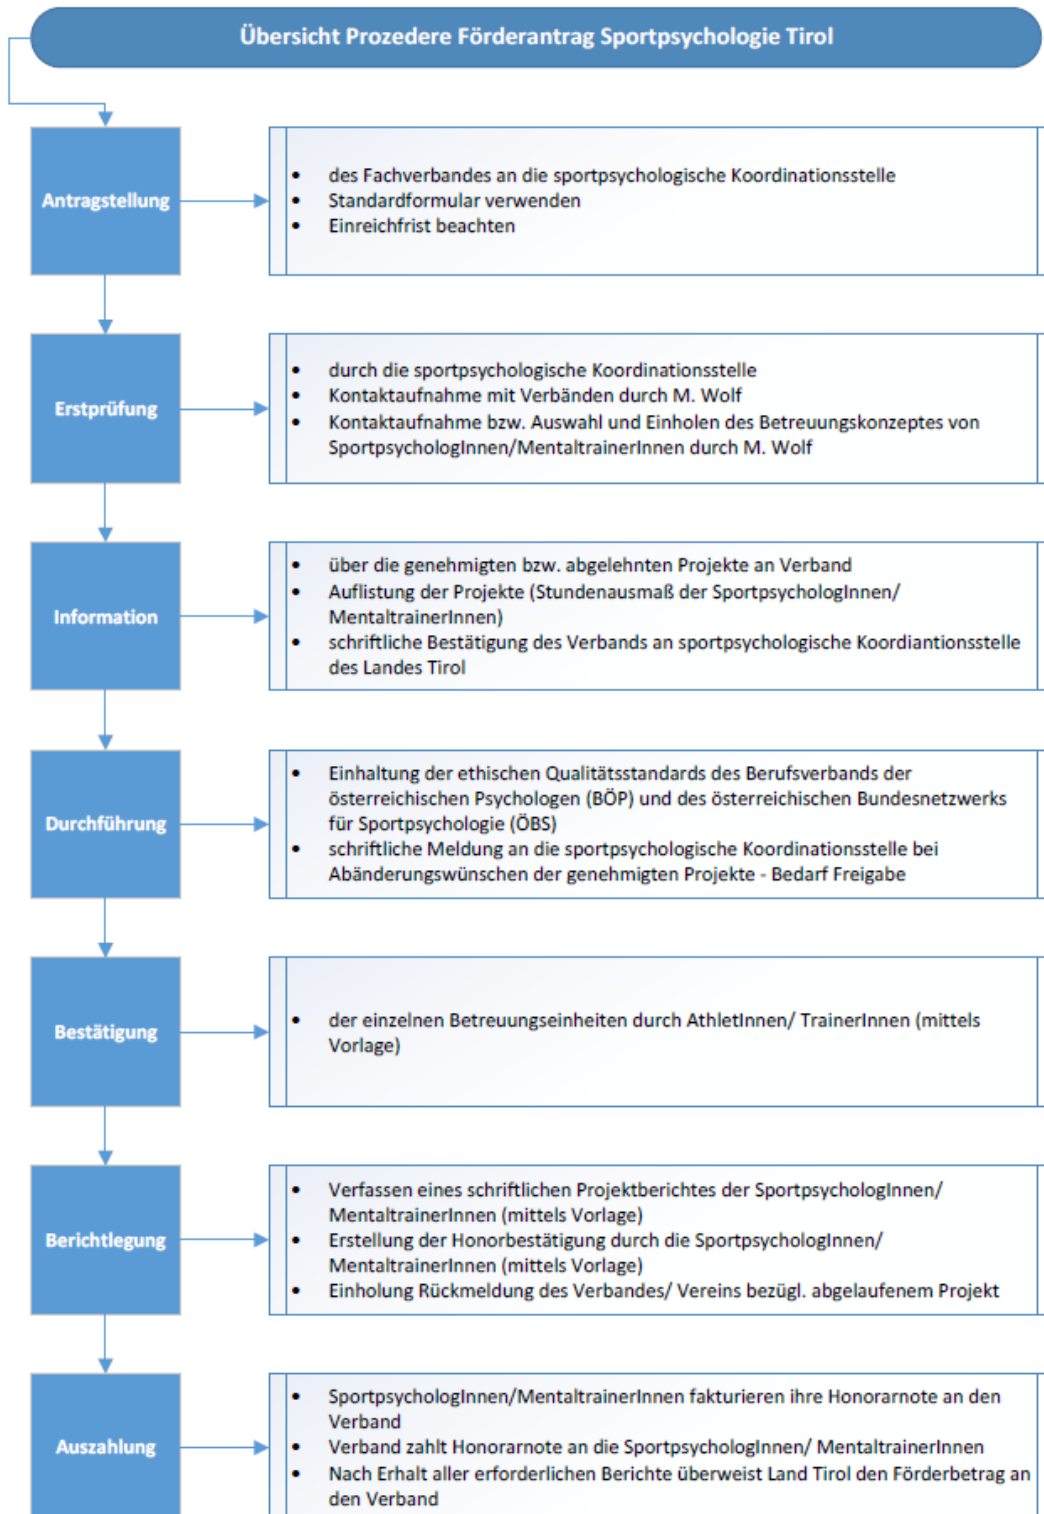 Übersicht Prozedere Förderantrag Sportpsychologie Tirol
Antragstellung
• des Fachverbandes an die sportpsychologische Koordinationsstelle
• Standardformular verwenden
• Einreichfrist beachten
Erstprüfung
• durch die sportpsychologische Koordinationsstelle
• Kontaktaufnahme mit Verbänden durch M. Wolf
• Kontaktaufnahme bzw. Auswahl und Einholen des Betreuungskonzeptes von
SportpsychologInnen/MentaltrainerInnen durch M. Wolf
Information
• über die genehmigten bzw. abgelehnten Projekte an Verband
• Auflistung der Projekte (Stundenausmaß der SportpsychologInnen/
MentaltrainerInnen)
• schriftliche Bestätigung des Verbands an sportpsychologische Koordiantionsstelle
des Landes Tirol
Durchführung
• Einhaltung der ethischen Qualitätsstandards des Berufsverbands der
österreichischen Psychologen (BÖP) und des österreichischen Bundesnetzwerks
für Sportpsychologie (ÖBS)
• schriftliche Meldung an die sportpsychologische Koordinationsstelle bei
Abänderungswünschen der genehmigten Projekte - Bedarf Freigabe
Bestätigung
• der einzelnen Betreuungseinheiten durch AthletInnen/ TrainerInnen (mittels
Vorlage)
Berichtlegung
• Verfassen eines schriftlichen Projektberichtes der SportpsychologInnen/
MentaltrainerInnen (mittels Vorlage)
• Erstellung der Honorbestätigung durch die SportpsychologInnen/
MentaltrainerInnen (mittels Vorlage)
• Einholung Rückmeldung des Verbandes/ Vereins bezügl. abgelaufenem Projekt
Auszahlung
• SportpsychologInnen/MentaltrainerInnen fakturieren ihre Honorarnote an den
Verband
• Verband zahlt Honorarnote an die SportpsychologInnen/ MentaltrainerInnen
• Nach Erhalt aller erforderlichen Berichte überweist Land Tirol den Förderbetrag an
den Verband